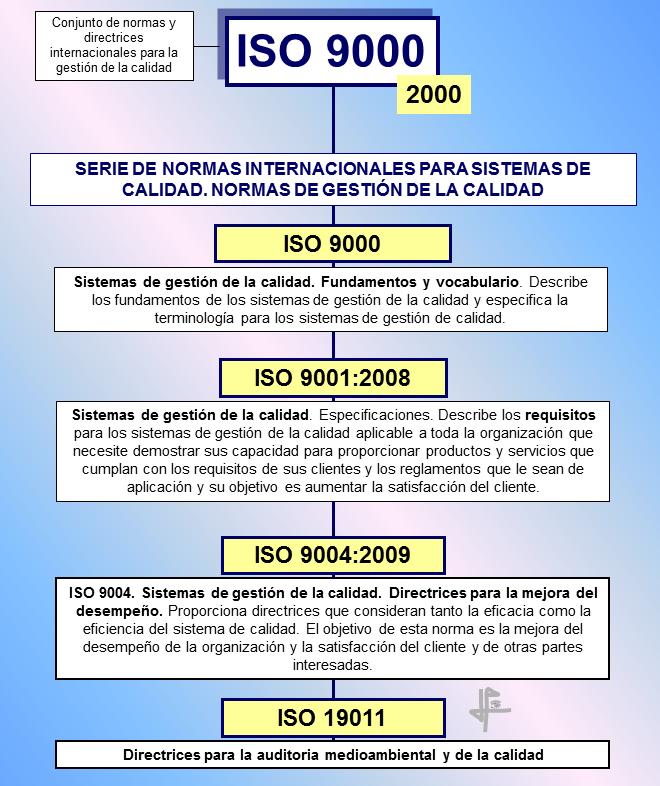 Conjunto de normas y
directrices
internacionales para la
gestión de la calidad
ISO 9000
2000
SERIE DE NORMAS INTERNACIONALES PARA SISTEMAS DE
CALIDAD. NORMAS DE GESTIÓN DE LA CALIDAD
ISO 9000
Sistemas de gestión de la calidad. Fundamentos y vocabulario. Describe
los fundamentos de los sistemas de gestión de la calidad y especifica la
terminología para los sistemas de gestión de calidad.
ISO 9001:2008
Sistemas de gestión de la calidad. Especificaciones. Describe los requisitos
para los sistemas de gestión de la calidad aplicable a toda la organización que
necesite demostrar sus capacidad para proporcionar productos y servicios que
cumplan con los requisitos de sus clientes y los reglamentos que le sean de
aplicación y su objetivo es aumentar la satisfacción del cliente.
ISO 9004:2009
ISO 9004. Sistemas de gestión de la calidad. Directrices para la mejora del
desempeño. Proporciona directrices que consideran tanto la eficacia como la
eficiencia del sistema de calidad. El objetivo de esta norma es la mejora del
desempeño de la organización y la satisfacción del cliente y de otras partes
interesadas.
ISO 19011
Directrices para la auditoria medioambiental y de la calidad